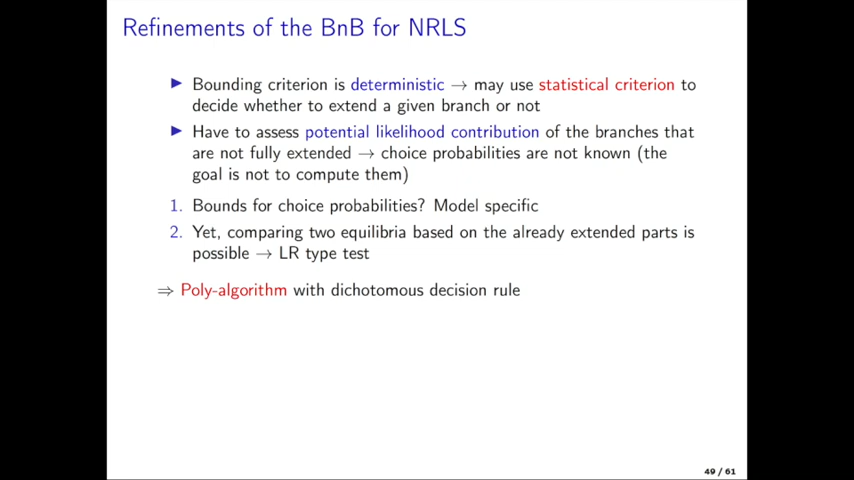 Refinements of the BnB for NRLS
▶ Bounding criterion is deterministic → may use statistical criterion to
decide whether to extend a given branch or not
▶ Have to assess potential likelihood contribution of the branches that
are not fully extended → choice probabilities are not known (the
goal is not to compute them)
1. Bounds for choice probabilities? Model specific
2. Yet, comparing two equilibria based on the already extended parts is
possible → LR type test
⇒ Poly-algorithm with dichotomous decision rule
49 / 61